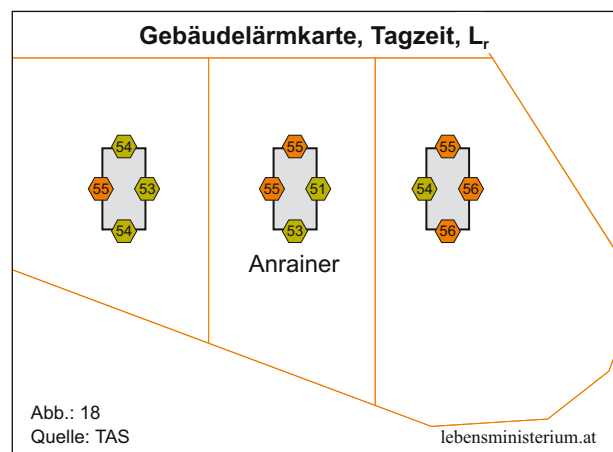 Gebäudelärmkarte, Tagzeit, Lr
54 55 55
55 53 55 51 54 56
54 53 56
Anrainer
Abb.: 18
Quelle: TAS
lebensministerium.at